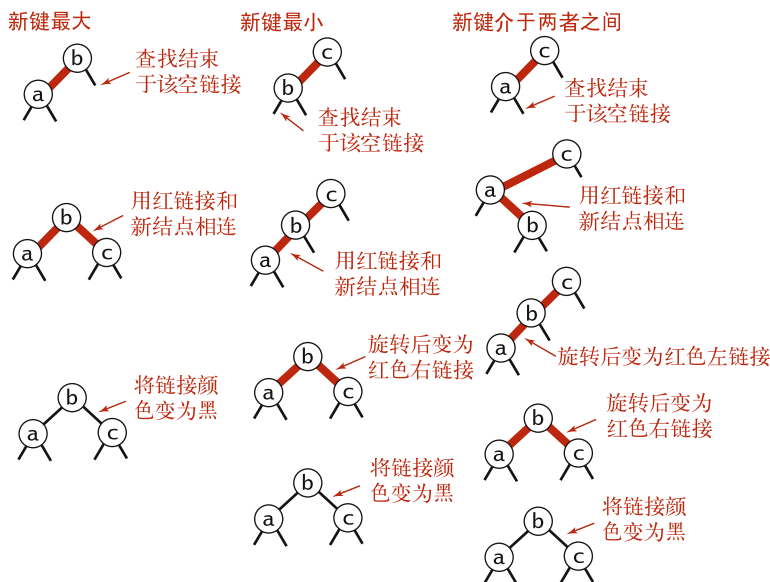 新键最大
b
a
查找结束
于该空链接
b
a
c
用红链接和
新结点相连
b
a
c
将链接颜
色变为黑
新键最小
c
b
查找结束
于该空链接
c
b
a
用红链接和
新结点相连
b
a
c
旋转后变为
红色右链接
b
a
c
将链接颜
色变为黑
新键介于两者之间
c
a
查找结束
于该空链接
c
a
b
用红链接和
新结点相连
c
b
a
旋转后变为红色左链接
b
a
c
旋转后变为
红色右链接
b
a
c
将链接颜
色变为黑